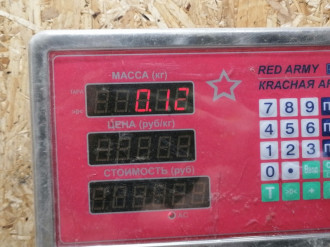 МАССА (кг)
0.12
ЦЕНА (руб/кг)
СТОИМОСТЬ (руб)
RED ARMY
КРАСНАЯ
7 8 9
4 5 6
1 2 3
0 •
T